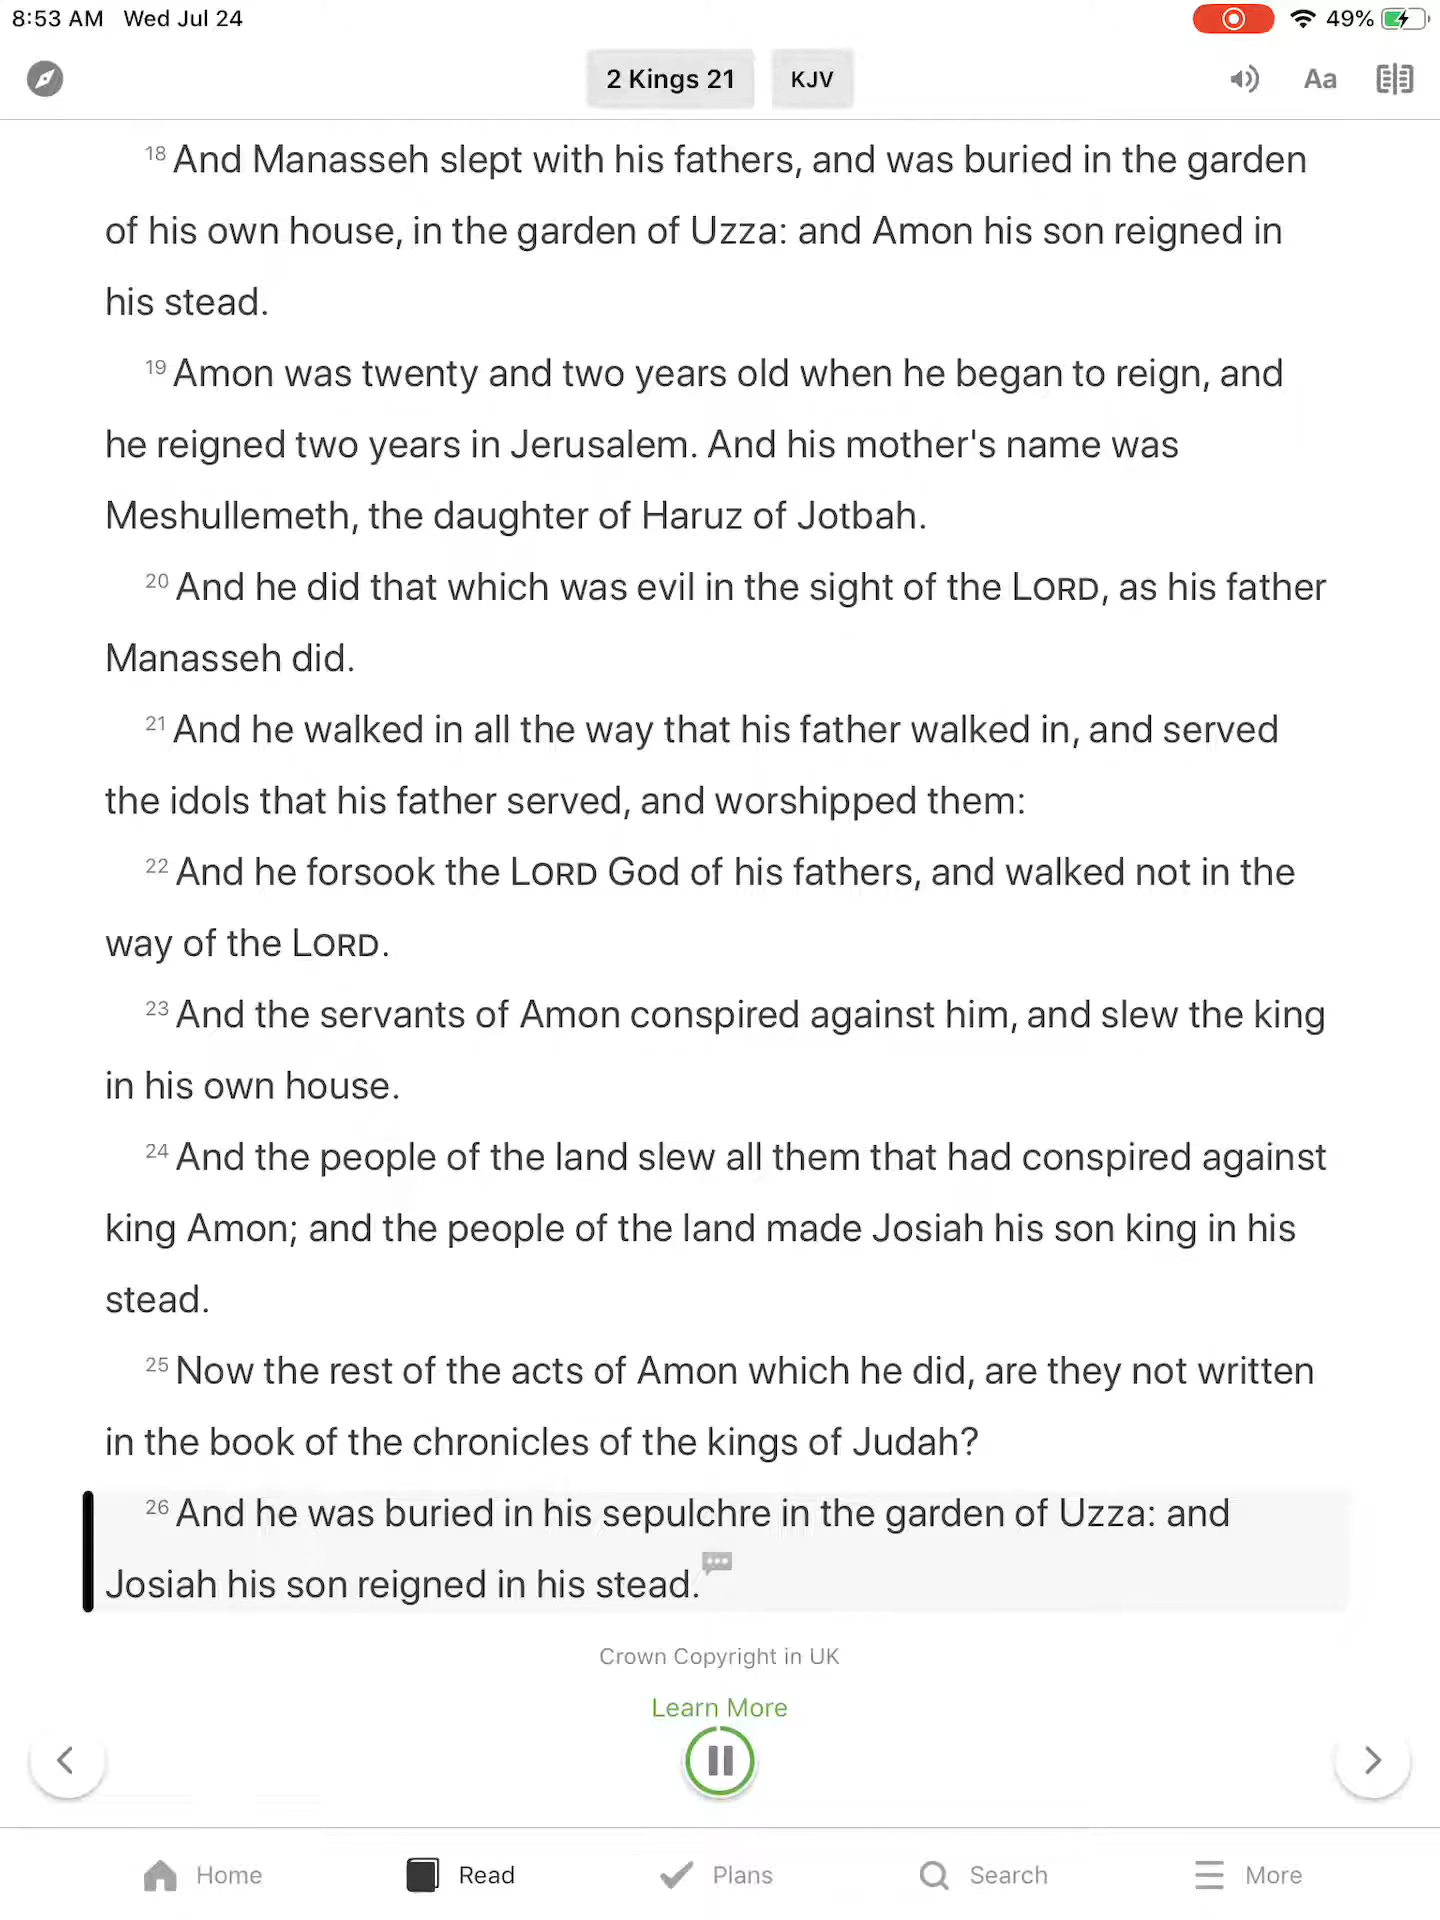 8:53 AM Wed Jul 24
49%
2 Kings 21
KJV
Aa
18 And Manasseh slept with his fathers, and was buried in the garden
of his own house, in the garden of Uzza: and Amon his son reigned in
his stead.
19 Amon was twenty and two years old when he began to reign, and
he reigned two years in Jerusalem. And his mother's name was
Meshullemeth, the daughter of Haruz of Jotbah.
20 And he did that which was evil in the sight of the LORD, as his father
Manasseh did.
21 And he walked in all the way that his father walked in, and served
the idols that his father served, and worshipped them:
22 And he forsook the LORD God of his fathers, and walked not in the
way of the LORD.
23 And the servants of Amon conspired against him, and slew the king
in his own house.
24 And the people of the land slew all them that had conspired against
king Amon; and the people of the land made Josiah his son king in his
stead.
25 Now the rest of the acts of Amon which he did, are they not written
in the book of the chronicles of the kings of Judah?
26 And he was buried in his sepulchre in the garden of Uzza: and
Josiah his son reigned in his stead.
Crown Copyright in UK
Learn More
Home
Read
Plans
Search
More